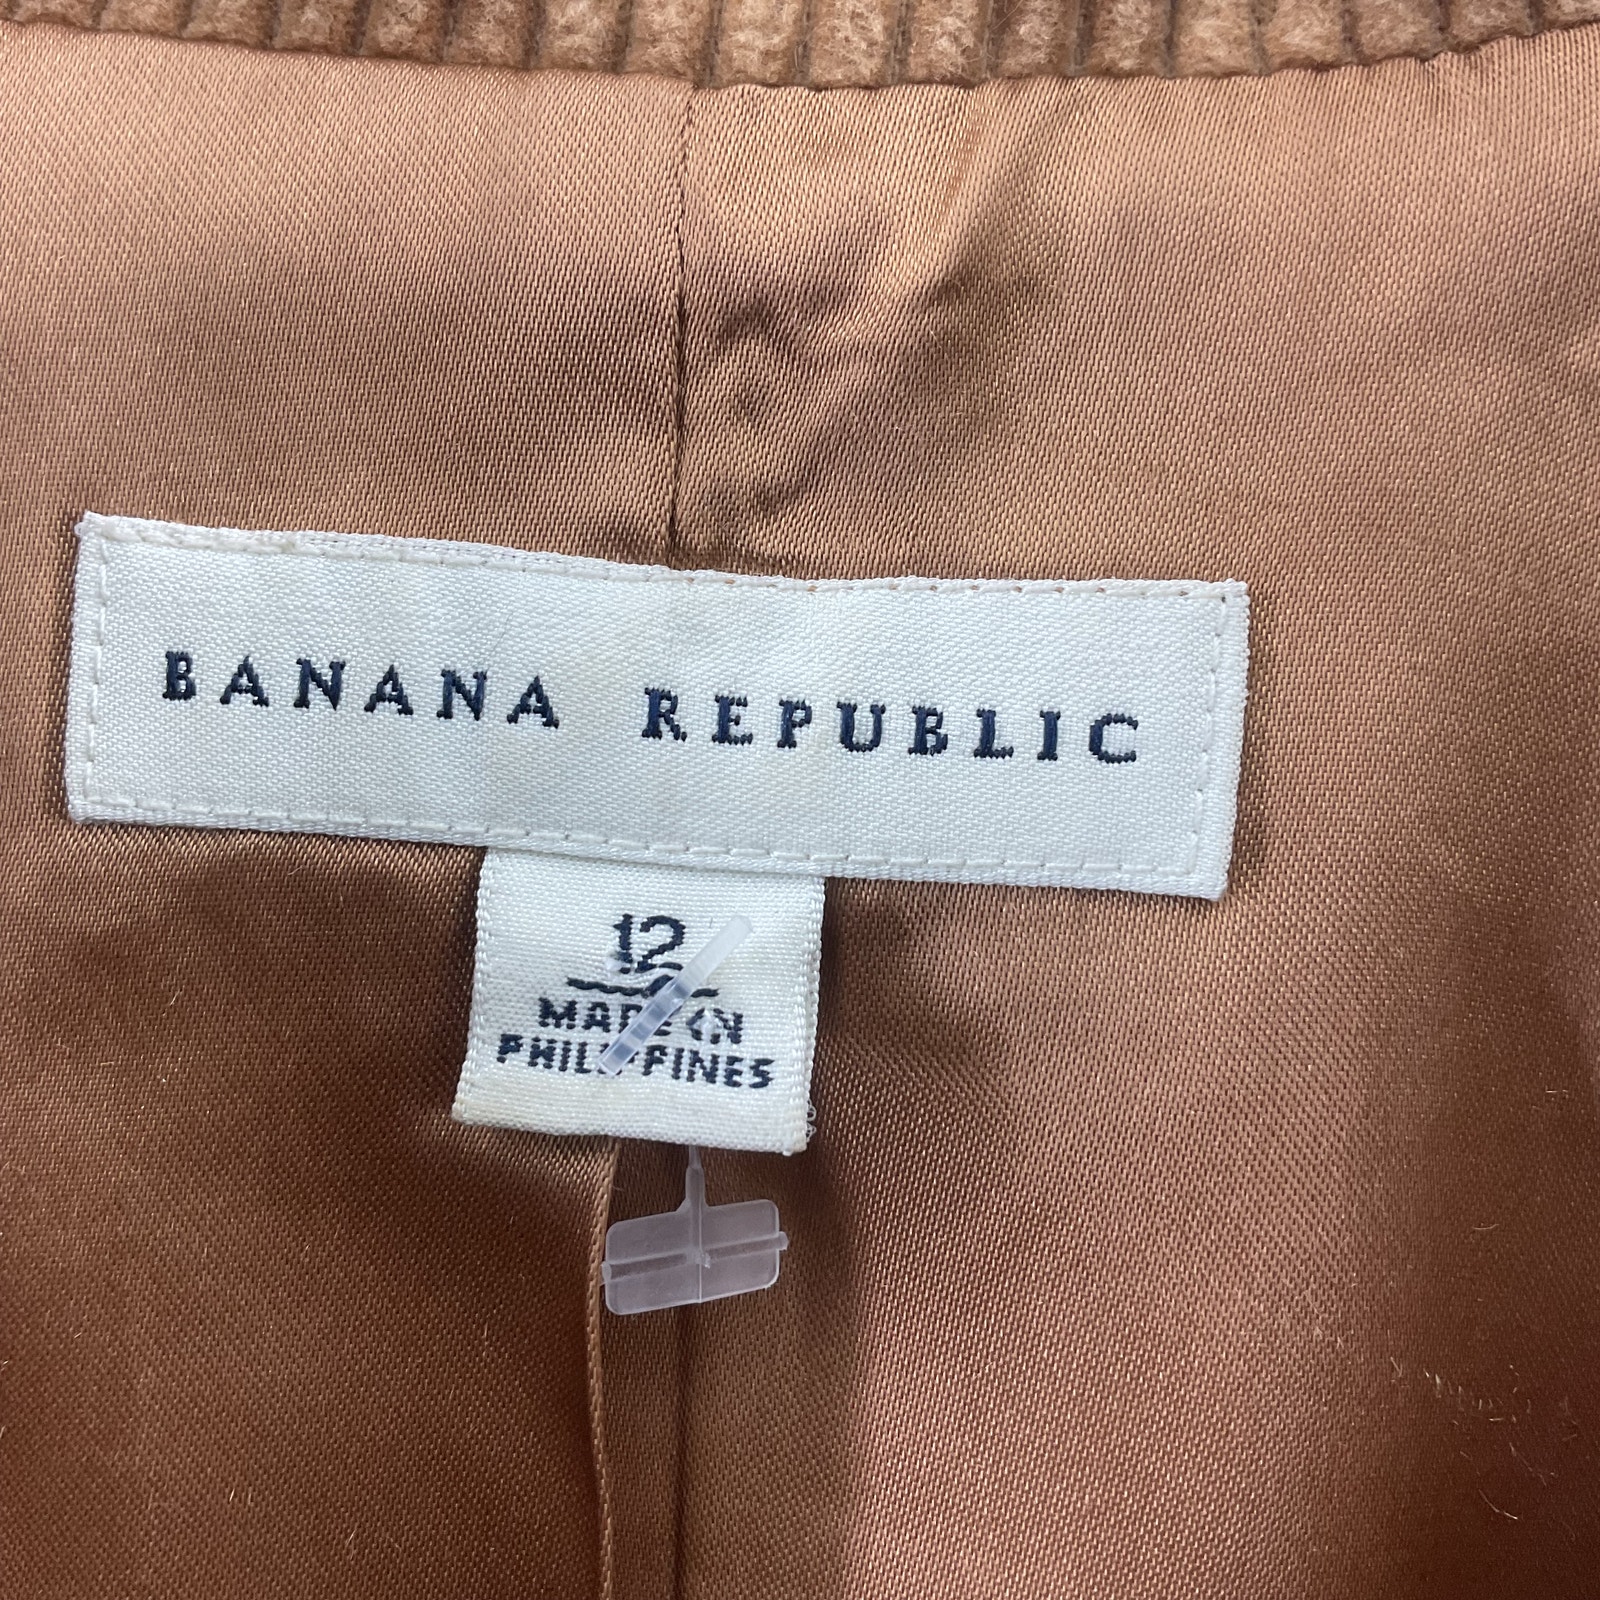 BANANA REPUBLIC
12
MADE IN
PHILIPPINES